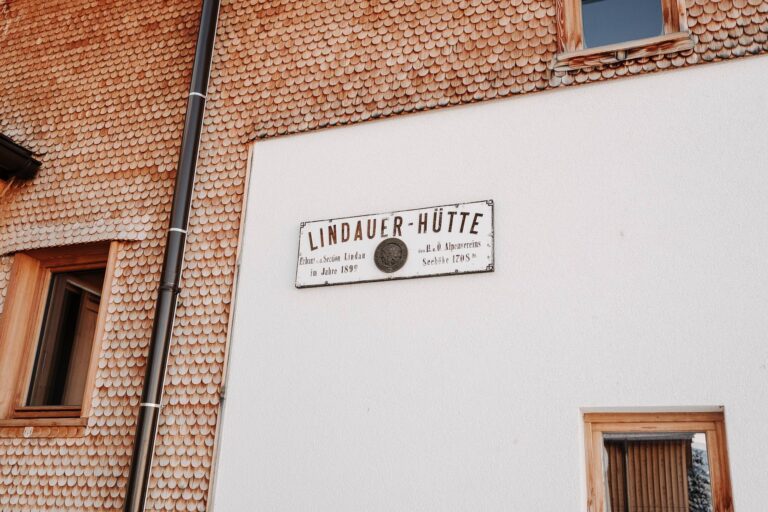 LINDAUER-HÜTTE
Erbaut v. d. Section Lindau des D. u. Ö. Alpenvereins
im Jahre 1899 Seehöhe 1708 m